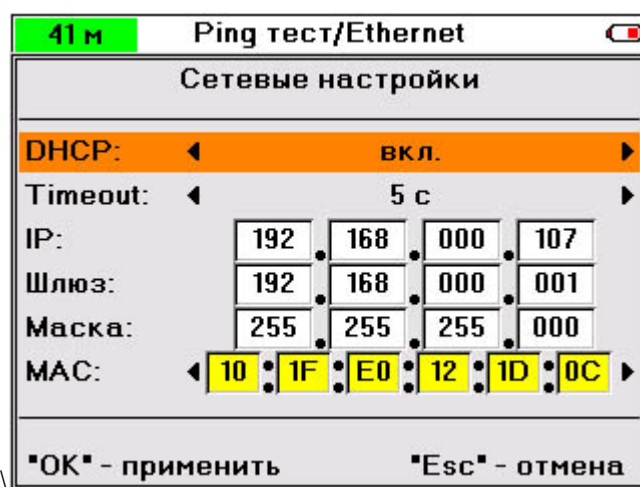 41 м Ping тест/Ethernet
Сетевые настройки
DHCP: вкл.
Timeout: 5 с
IP: 192.168.000.107
Шлюз: 192.168.000.001
Маска: 255.255.255.000
MAC: 10:1F:E0:12:1D:0C
"OK" - применить "Esc" - отмена
\